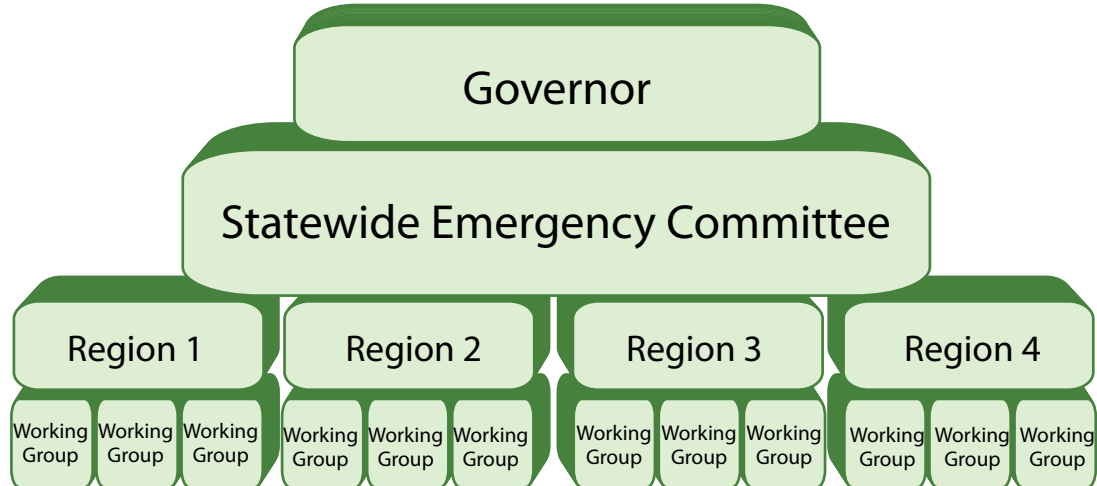 Governor
Statewide Emergency Committee
Region 1
Region 2
Region 3
Region 4
Working
Group
Working
Group
Working
Group
Working
Group
Working
Group
Working
Group
Working
Group
Working
Group
Working
Group
Working
Group
Working
Group
Working
Group